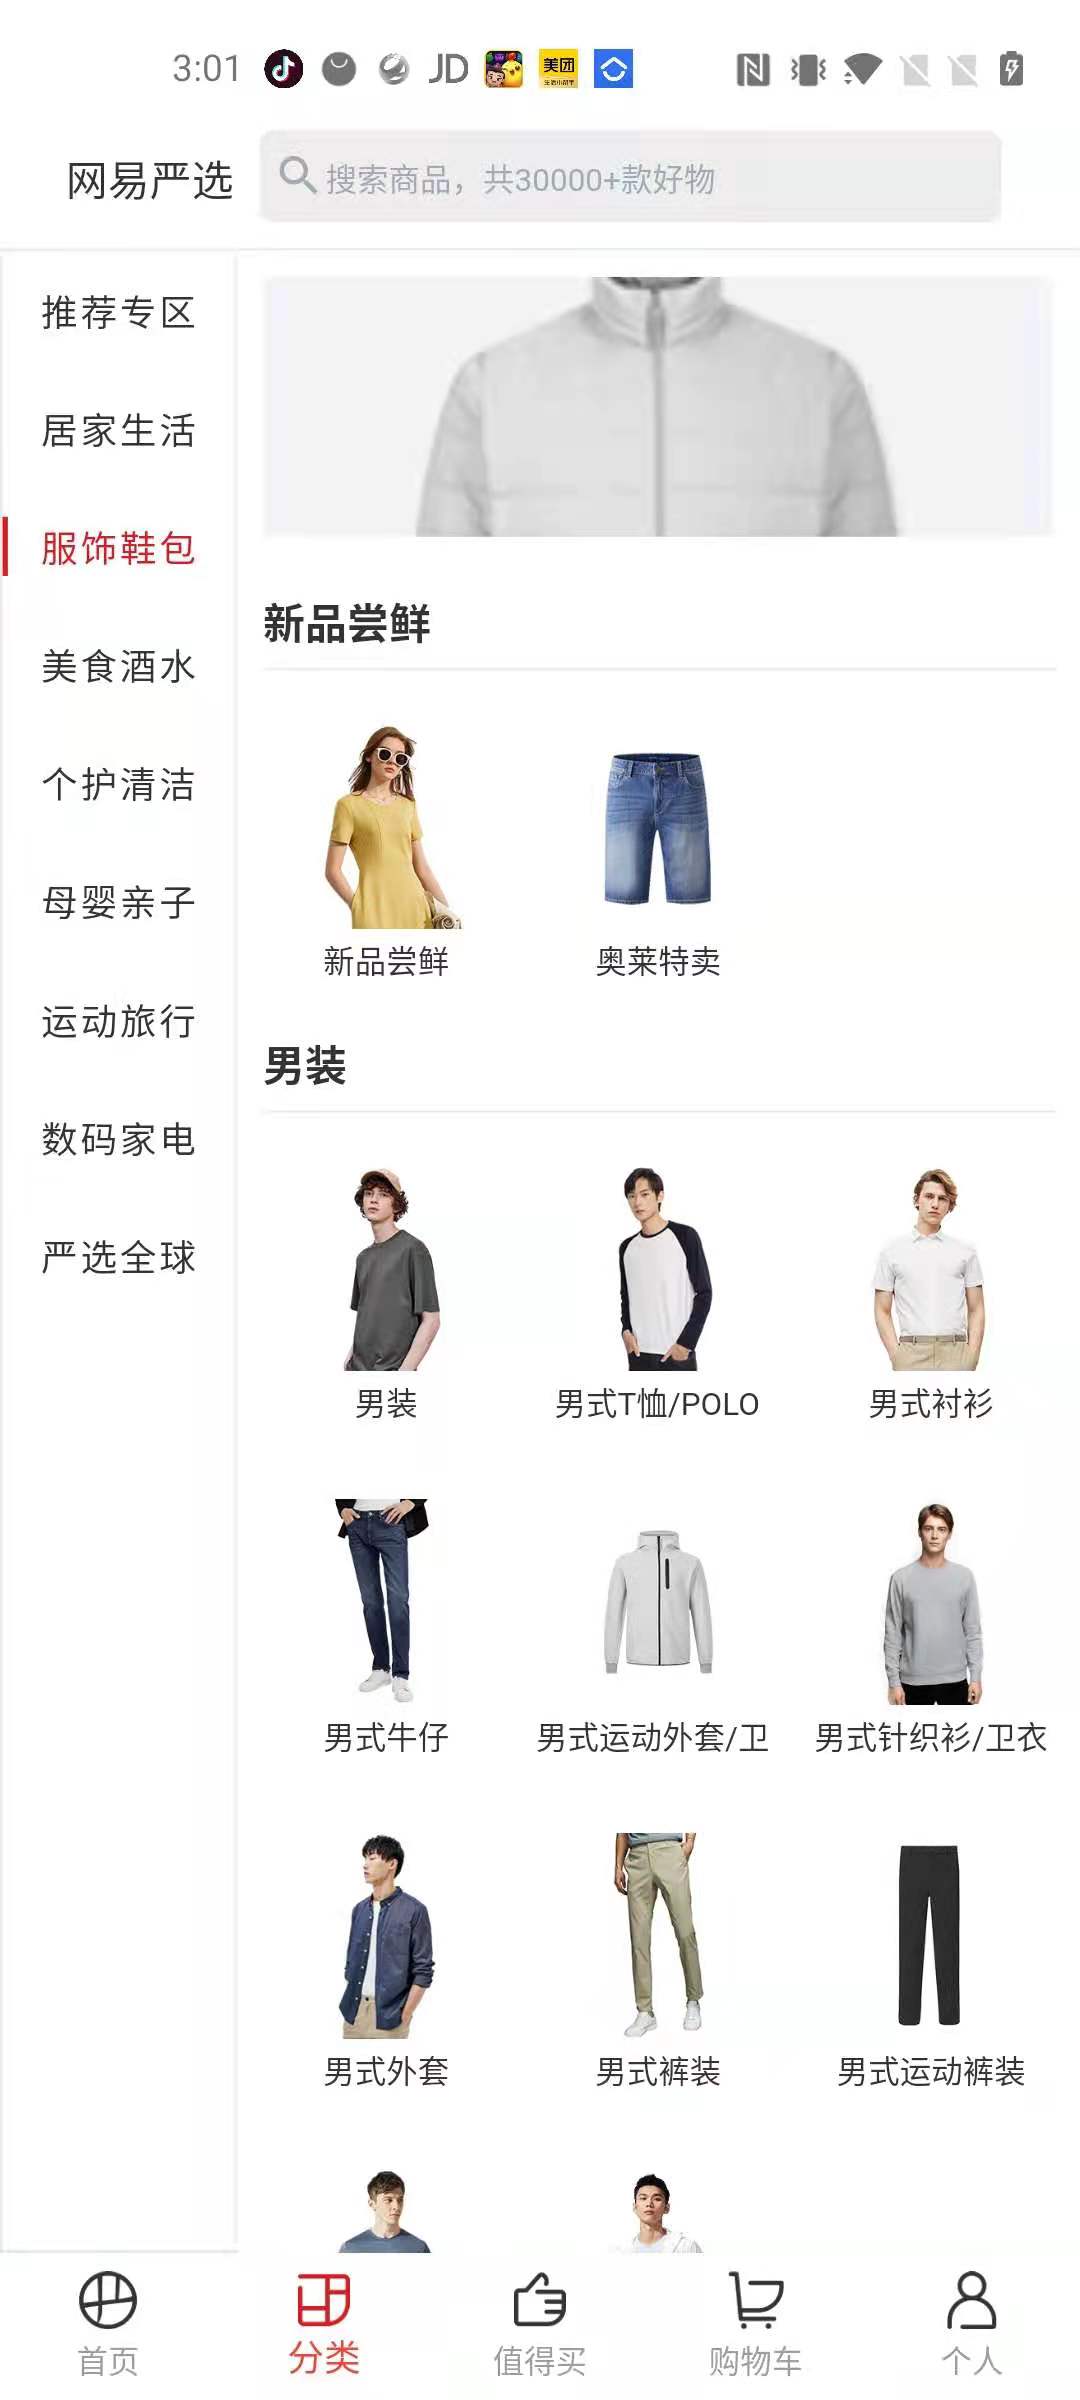 3:01
JD
美团
网易严选
搜索商品，共30000+款好物
推荐专区
居家生活
服饰鞋包
美食酒水
个护清洁
母婴亲子
运动旅行
数码家电
严选全球
新品尝鲜
新品尝鲜
奥莱特卖
男装
男装
男式T恤/POLO
男式衬衫
男式牛仔
男式运动外套/卫
男式针织衫/卫衣
男式外套
男式裤装
男式运动裤装
首页
分类
值得买
购物车
个人